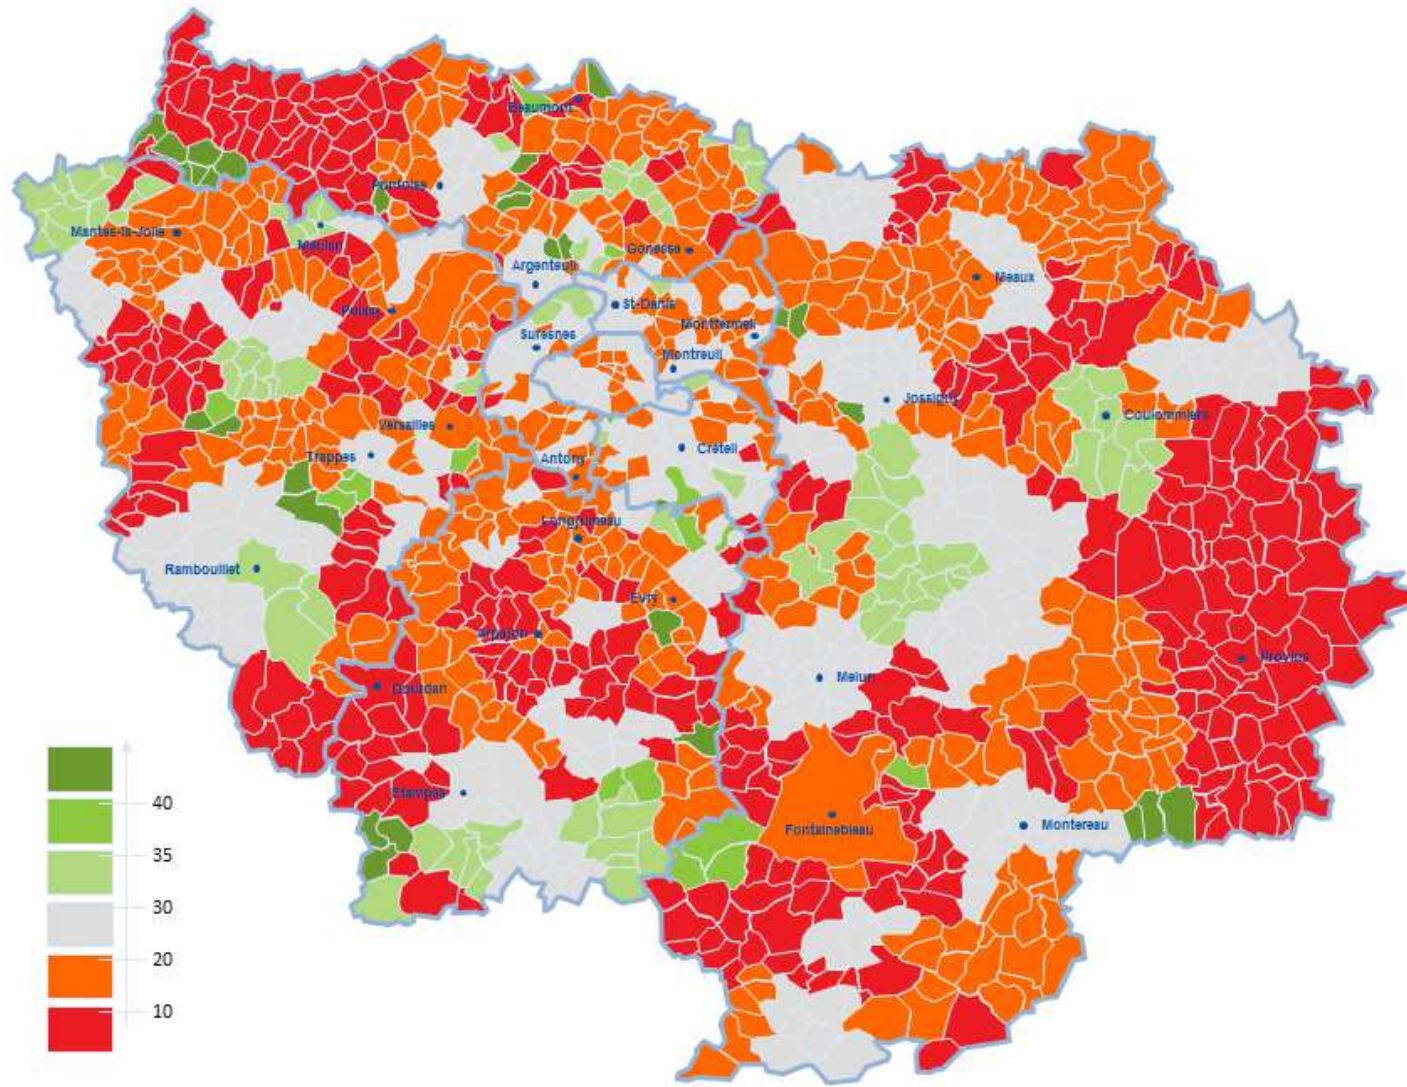 Beaumont
Pontoise
Mantes-la-Jolie
Meulan
Gonesse
Argenteuil
Meaux
Poissy
St-Denis
Suresnes
Montfermeil
Montreuil
Jossigny
Coulommiers
Versailles
Trappes
Antony
Créteil
Longjumeau
Rambouillet
Evry
Arpajon
Provins
Melun
Dourdan
Etampes
Fontainebleau
Montereau
40
35
30
20
10